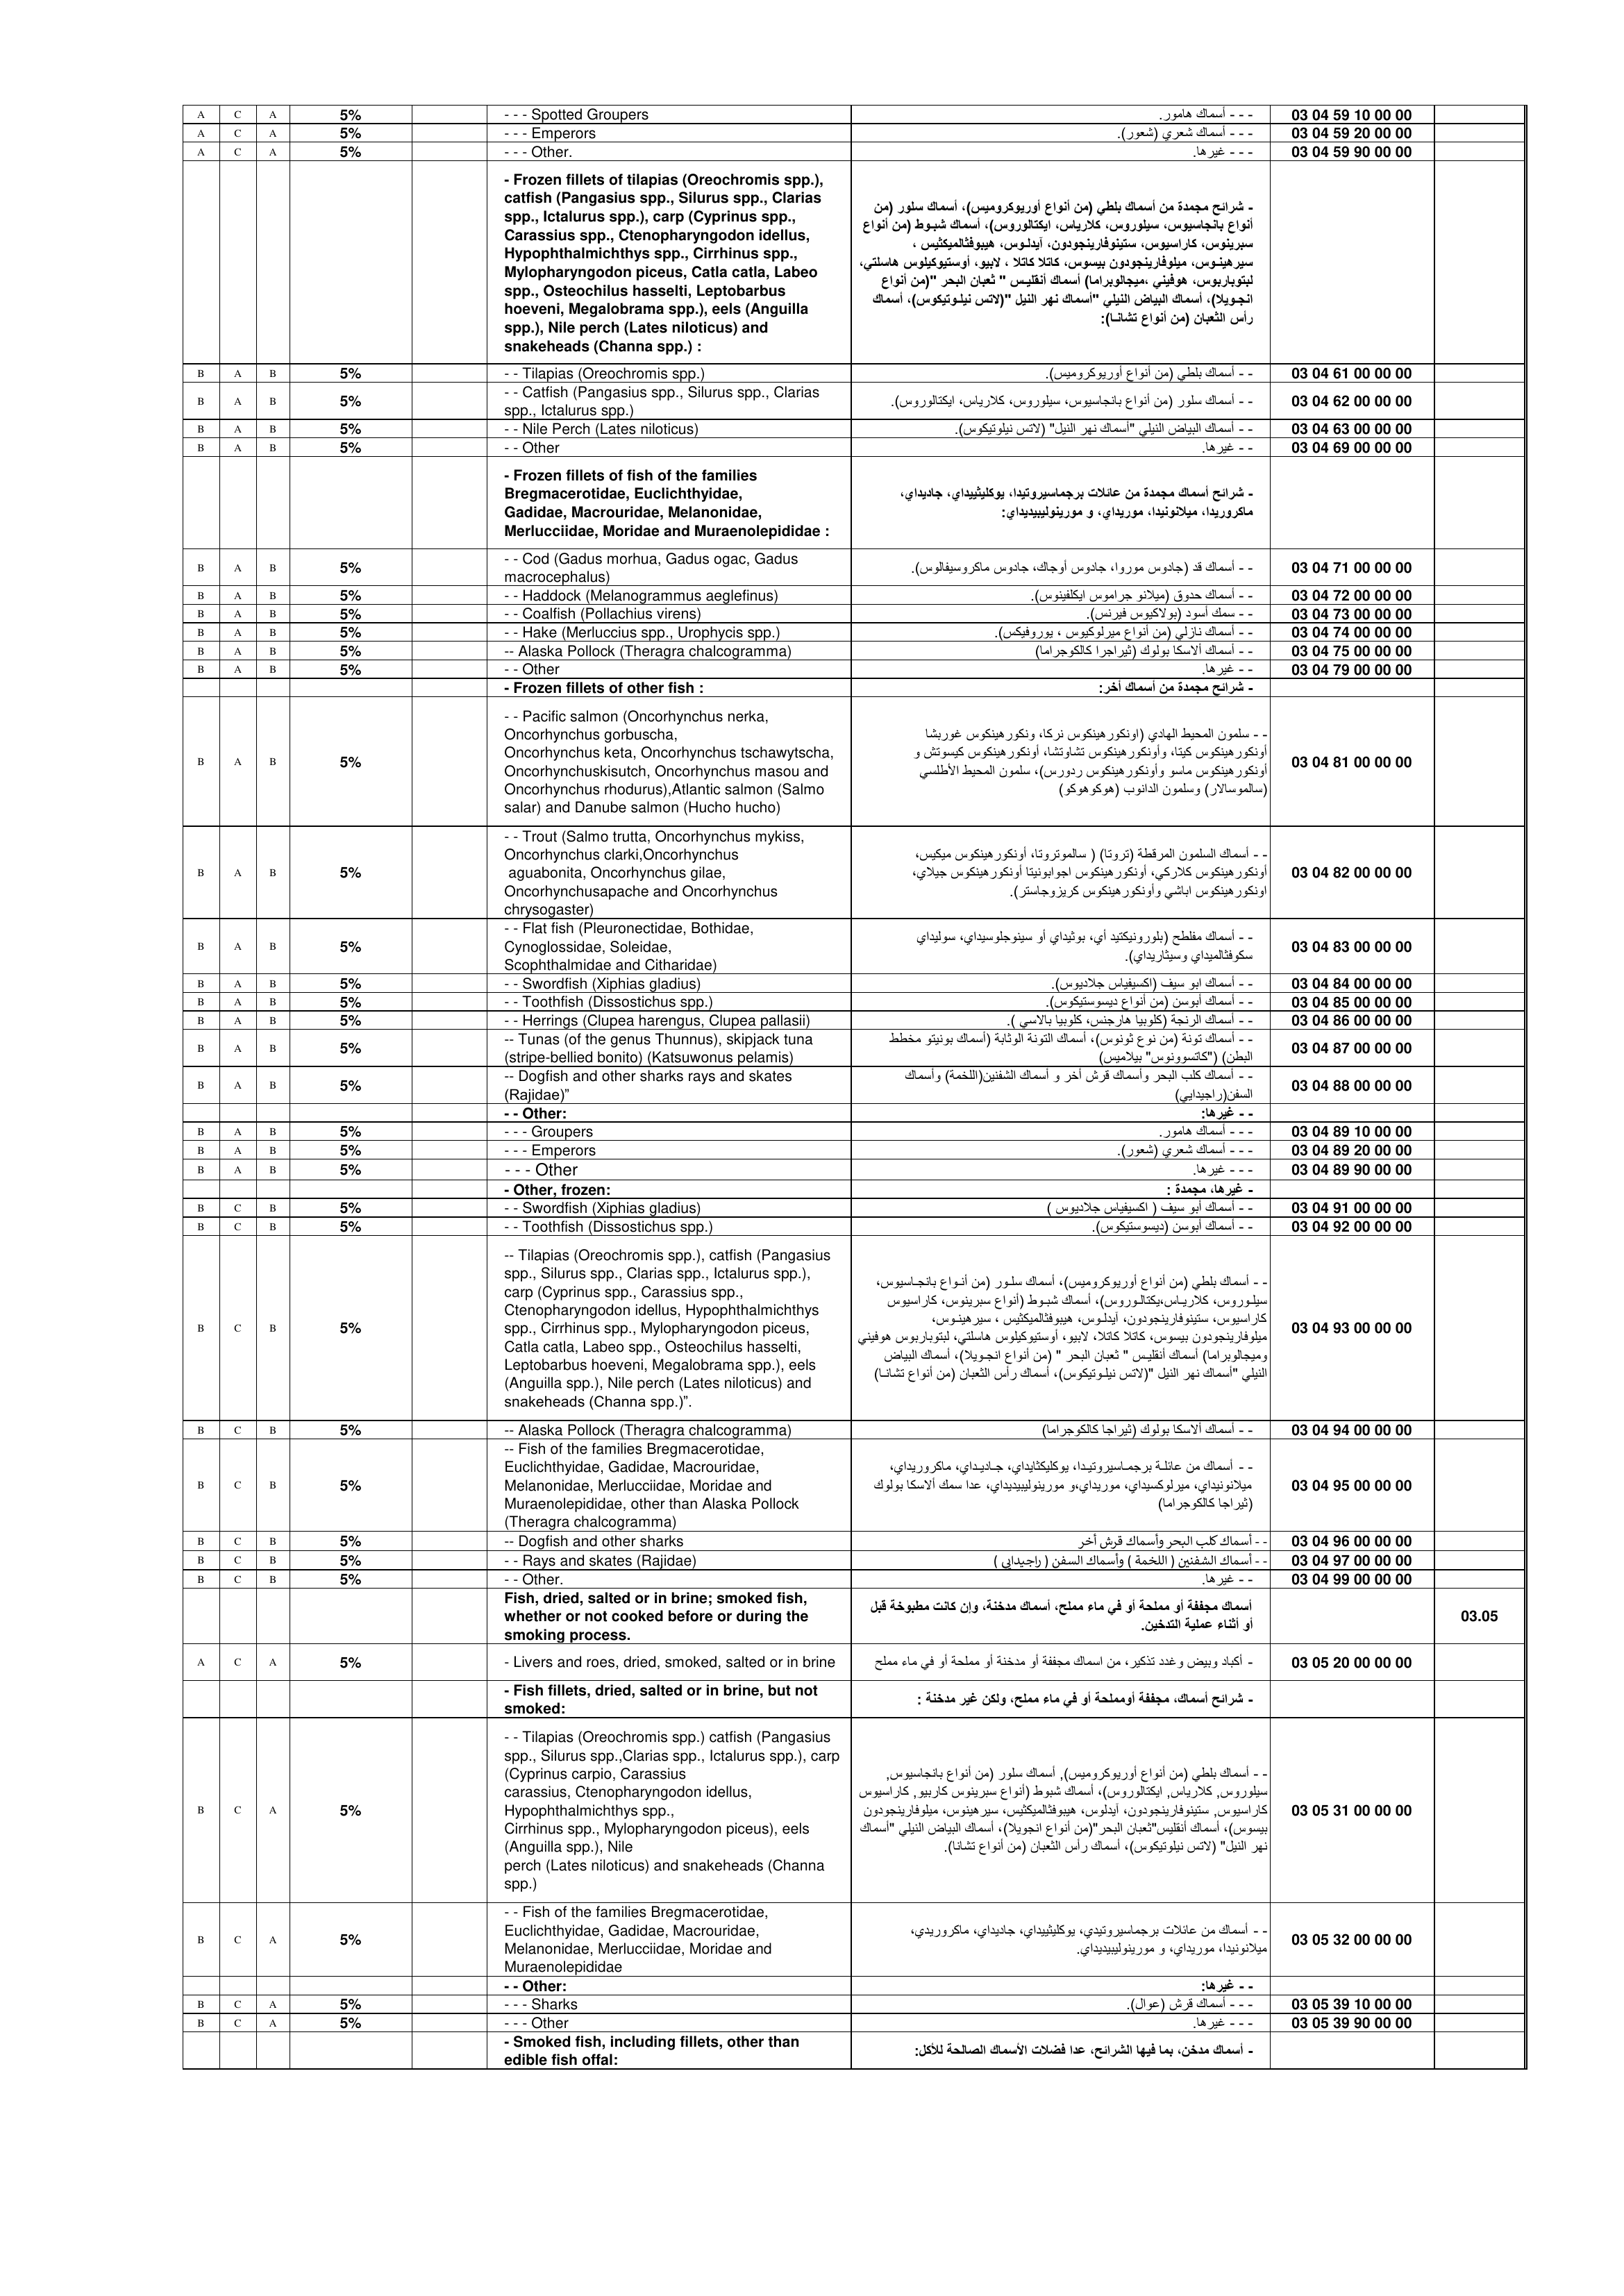 A C A 5% - - - Spotted Groupers - - - أسماك هامور. 03 04 59 10 00 00
A C A 5% - - - Emperors - - - أسماك شعري (شعور). 03 04 59 20 00 00
A C A 5% - - - Other. - - - غيرها. 03 04 59 90 00 00
- Frozen fillets of tilapias (Oreochromis spp.),
catfish (Pangasius spp., Silurus spp., Clarias
spp., Ictalurus spp.), carp (Cyprinus spp.,
Carassius spp., Ctenopharyngodon idellus,
Hypophthalmichthys spp., Cirrhinus spp.,
Mylopharyngodon piceus, Catla catla, Labeo
spp., Osteochilus hasselti, Leptobarbus
hoeveni, Megalobrama spp.), eels (Anguilla
spp.), Nile perch (Lates niloticus) and
snakeheads (Channa spp.) :
- شرائح مجمدة من أسماك بلطي (من أنواع أوريوكروميس)، أسماك سلور (من
أنواع بانجاسيوس، سيلوروس، كلارياس، ايكتالوروس)، أسماك شبوط (من أنواع
سبرينوس، كاراسيوس، ستينوفارينجودون، آيدلوس، هيبوفثالميكثيس ،
سيرهينوس، ميلوفارينجودون بيسوس، كاتلا كاتلا ، لابيو، أوستيوكيلوس هاسلتي،
لبتوباربوس، هوفيني ،ميجالوبراما) أسماك أنقليس " ثعبان البحر "(من أنواع
انجويلا)، أسماك البياض النيلي "أسماك نهر النيل "(لاتس نيلوتيكوس)، أسماك
رأس الثعبان (من أنواع تشانا):
B A B 5% - - Tilapias (Oreochromis spp.) - - أسماك بلطي (من أنواع أوريوكروميس). 03 04 61 00 00 00
B A B 5% - - Catfish (Pangasius spp., Silurus spp., Clarias
spp., Ictalurus spp.) - - أسماك سلور (من أنواع بانجاسيوس، سيلوروس، كلارياس، ايكتالوروس). 03 04 62 00 00 00
B A B 5% - - Nile Perch (Lates niloticus) - - أسماك البياض النيلي "أسماك نهر النيل" (لاتس نيلوتيكوس). 03 04 63 00 00 00
B A B 5% - - Other - - غيرها. 03 04 69 00 00 00
- Frozen fillets of fish of the families
Bregmacerotidae, Euclichthyidae,
Gadidae, Macrouridae, Melanonidae,
Merlucciidae, Moridae and Muraenolepididae :
- شرائح أسماك مجمدة من عائلات برجماسيروتيدا، يوكليثييداي، جاديداي،
ماكروريدا، ميلانونيدا، موريداي، و مورينوليبيديداي:
B A B 5% - - Cod (Gadus morhua, Gadus ogac, Gadus
macrocephalus) - - أسماك قد (جادوس موروا، جادوس أوجاك، جادوس ماكروسيفالوس). 03 04 71 00 00 00
B A B 5% - - Haddock (Melanogrammus aeglefinus) - - أسماك حدوق (ميلانو جراموس ايكلفينوس). 03 04 72 00 00 00
B A B 5% - - Coalfish (Pollachius virens) - - سمك أسود (بولاكيوس فيرنس). 03 04 73 00 00 00
B A B 5% - - Hake (Merluccius spp., Urophycis spp.) - - أسماك نازلي (من أنواع ميرلوكيوس ، يوروفيكس). 03 04 74 00 00 00
B A B 5% -- Alaska Pollock (Theragra chalcogramma) - - أسماك ألاسكا بولوك (ثيراجرا كالكوجراما) 03 04 75 00 00 00
B A B 5% - - Other - - غيرها. 03 04 79 00 00 00
- Frozen fillets of other fish : - شرائح مجمدة من أسماك أخر:
B A B 5% - - Pacific salmon (Oncorhynchus nerka,
Oncorhynchus gorbuscha,
Oncorhynchus keta, Oncorhynchus tschawytscha,
Oncorhynchuskisutch, Oncorhynchus masou and
Oncorhynchus rhodurus),Atlantic salmon (Salmo
salar) and Danube salmon (Hucho hucho)
- - سلمون المحيط الهادي (اونكورهينكوس نركا، ونكورهينكوس غوربشا
أونكورهينكوس كيتا، وأونكورهينكوس تشاوتشا، أونكورهينكوس كيسوتش و
أونكورهينكوس ماسو وأونكورهينكوس ردورس)، سلمون المحيط الأطلسي
(سالموسالار) وسلمون الدانوب (هوكوهوكو) 03 04 81 00 00 00
B A B 5% - - Trout (Salmo trutta, Oncorhynchus mykiss,
Oncorhynchus clarki,Oncorhynchus
aguabonita, Oncorhynchus gilae,
Oncorhynchusapache and Oncorhynchus
chrysogaster)
- - أسماك السلمون المرقطة (تروتا) ( سالموتروتا، أونكورهينكوس ميكيس،
أونكورهينكوس كلاركي، أونكورهينكوس اجوابونيتا أونكورهينكوس جيلاي،
اونكورهينكوس اباشي وأونكورهينكوس كريزوجاستر). 03 04 82 00 00 00
B A B 5% - - Flat fish (Pleuronectidae, Bothidae,
Cynoglossidae, Soleidae,
Scophthalmidae and Citharidae)
- - أسماك مفلطح (بلورونيكتيد أي، بوثيداي أو سينوجلوسيداي، سوليداي
سكوفثالميداي وسيثاريداي). 03 04 83 00 00 00
B A B 5% - - Swordfish (Xiphias gladius) - - أسماك ابو سيف (اكسيفياس جلاديوس). 03 04 84 00 00 00
B A B 5% - - Toothfish (Dissostichus spp.) - - أسماك أبوسن (من أنواع ديسوستيكوس). 03 04 85 00 00 00
B A B 5% - - Herrings (Clupea harengus, Clupea pallasii) - - أسماك الرنجة (كلوبيا هارجنس، كلوبيا بالاسي ). 03 04 86 00 00 00
B A B 5% -- Tunas (of the genus Thunnus), skipjack tuna
(stripe-bellied bonito) (Katsuwonus pelamis)
- - أسماك تونة (من نوع ثونوس)، أسماك التونة الوثابة (أسماك بونيتو مخطط
البطن) ("كاتسوونوس" بيلاميس) 03 04 87 00 00 00
B A B 5% -- Dogfish and other sharks rays and skates
(Rajidae)”
- - أسماك كلب البحر وأسماك قرش أخر و أسماك الشفنين(اللخمة) وأسماك
السفن(راجيدايي) 03 04 88 00 00 00
- - Other: - - غيرها:
B A B 5% - - - Groupers - - - أسماك هامور. 03 04 89 10 00 00
B A B 5% - - - Emperors - - - أسماك شعري (شعور). 03 04 89 20 00 00
B A B 5% - - - Other - - - غيرها. 03 04 89 90 00 00
- Other, frozen: - غيرها، مجمدة :
B C B 5% - - Swordfish (Xiphias gladius) - - أسماك أبو سيف ( اكسيفياس جلاديوس ) 03 04 91 00 00 00
B C B 5% - - Toothfish (Dissostichus spp.) - - أسماك أبوسن (ديسوستيكوس). 03 04 92 00 00 00
B C B 5% -- Tilapias (Oreochromis spp.), catfish (Pangasius
spp., Silurus spp., Clarias spp., Ictalurus spp.),
carp (Cyprinus spp., Carassius spp.,
Ctenopharyngodon idellus, Hypophthalmichthys
spp., Cirrhinus spp., Mylopharyngodon piceus,
Catla catla, Labeo spp., Osteochilus hasselti,
Leptobarbus hoeveni, Megalobrama spp.), eels
(Anguilla spp.), Nile perch (Lates niloticus) and
snakeheads (Channa spp.)”.
- - أسماك بلطي (من أنواع أوريوكروميس)، أسماك سلور (من أنواع بانجاسيوس،
سيلوروس، كلارياس،يكتالوروس)، أسماك شبوط (أنواع سبرينوس، كاراسيوس
كاراسيوس، ستينوفارينجودون، آيدلوس، هيبوفثالميكثيس ، سيرهينوس،
ميلوفارينجودون بيسوس، كاتلا كاتلا، لابيو، أوستيوكيلوس هاسلتي، لبتوباربوس هوفيني
وميجالوبراما) أسماك أنقليس " ثعبان البحر " (من أنواع انجويلا)، أسماك البياض
النيلي "أسماك نهر النيل "(لاتس نيلوتيكوس)، أسماك رأس الثعبان (من أنواع تشانا) 03 04 93 00 00 00
B C B 5% -- Alaska Pollock (Theragra chalcogramma) - - أسماك ألاسكا بولوك (ثيراجا كالكوجراما) 03 04 94 00 00 00
B C B 5% -- Fish of the families Bregmacerotidae,
Euclichthyidae, Gadidae, Macrouridae,
Melanonidae, Merlucciidae, Moridae and
Muraenolepididae, other than Alaska Pollock
(Theragra chalcogramma)
- - أسماك من عائلة برجماسيروتيدا، يوكليكثايداي، جاديداي، ماكروريداي،
ميلانونيداي، ميرلوكسيداي، موريداي،و مورينوليبيديداي، عدا سمك ألاسكا بولوك
(ثيراجا كالكوجراما) 03 04 95 00 00 00
B C B 5% -- Dogfish and other sharks - - أسماك كلب البحر وأسماك قرش أخر 03 04 96 00 00 00
B C B 5% - - Rays and skates (Rajidae) - - أسماك الشفنين ( اللخمة ) وأسماك السفن ( راجيدايي ) 03 04 97 00 00 00
B C B 5% - - Other. - - غيرها. 03 04 99 00 00 00
Fish, dried, salted or in brine; smoked fish,
whether or not cooked before or during the
smoking process.
أسماك مجففة أو مملحة أو في ماء مملح، أسماك مدخنة، وإن كانت مطبوخة قبل
أو أثناء عملية التدخين. 03.05
A C A 5% - Livers and roes, dried, smoked, salted or in brine - أكباد وبيض وغدد تذكير، من اسماك مجففة أو مدخنة أو مملحة أو في ماء مملح 03 05 20 00 00 00
- Fish fillets, dried, salted or in brine, but not
smoked: - شرائح أسماك، مجففة أومملحة أو في ماء مملح، ولكن غير مدخنة :
B C A 5% - - Tilapias (Oreochromis spp.) catfish (Pangasius
spp., Silurus spp.,Clarias spp., Ictalurus spp.), carp
(Cyprinus carpio, Carassius
carassius, Ctenopharyngodon idellus,
Hypophthalmichthys spp.,
Cirrhinus spp., Mylopharyngodon piceus), eels
(Anguilla spp.), Nile
perch (Lates niloticus) and snakeheads (Channa
spp.)
- - أسماك بلطي (من أنواع أوريوكروميس), أسماك سلور (من أنواع بانجاسيوس,
سيلوروس, كلارياس, ايكتالوروس)، أسماك شبوط (أنواع سبرينوس كاربيو, كاراسيوس
كاراسيوس, ستينوفارينجودون، آيدلوس، هيبوفثالميكثيس، سيرهينوس، ميلوفارينجودون
بيسوس)، أسماك أنقليس"ثعبان البحر"(من أنواع انجويلا)، أسماك البياض النيلي "أسماك
نهر النيل" (لاتس نيلوتيكوس)، أسماك رأس الثعبان (من أنواع تشانا). 03 05 31 00 00 00
B C A 5% - - Fish of the families Bregmacerotidae,
Euclichthyidae, Gadidae, Macrouridae,
Melanonidae, Merlucciidae, Moridae and
Muraenolepididae
- - أسماك من عائلات برجماسيروتيدي، يوكليثييداي، جاديداي، ماكروريدي،
ميلانونيدا، موريداي، و مورينوليبيديداي. 03 05 32 00 00 00
- - Other: - - غيرها:
B C A 5% - - - Sharks - - - أسماك قرش (عوال). 03 05 39 10 00 00
B C A 5% - - - Other - - - غيرها. 03 05 39 90 00 00
- Smoked fish, including fillets, other than
edible fish offal: - أسماك مدخن، بما فيها الشرائح، عدا فضلات الأسماك الصالحة للأكل: